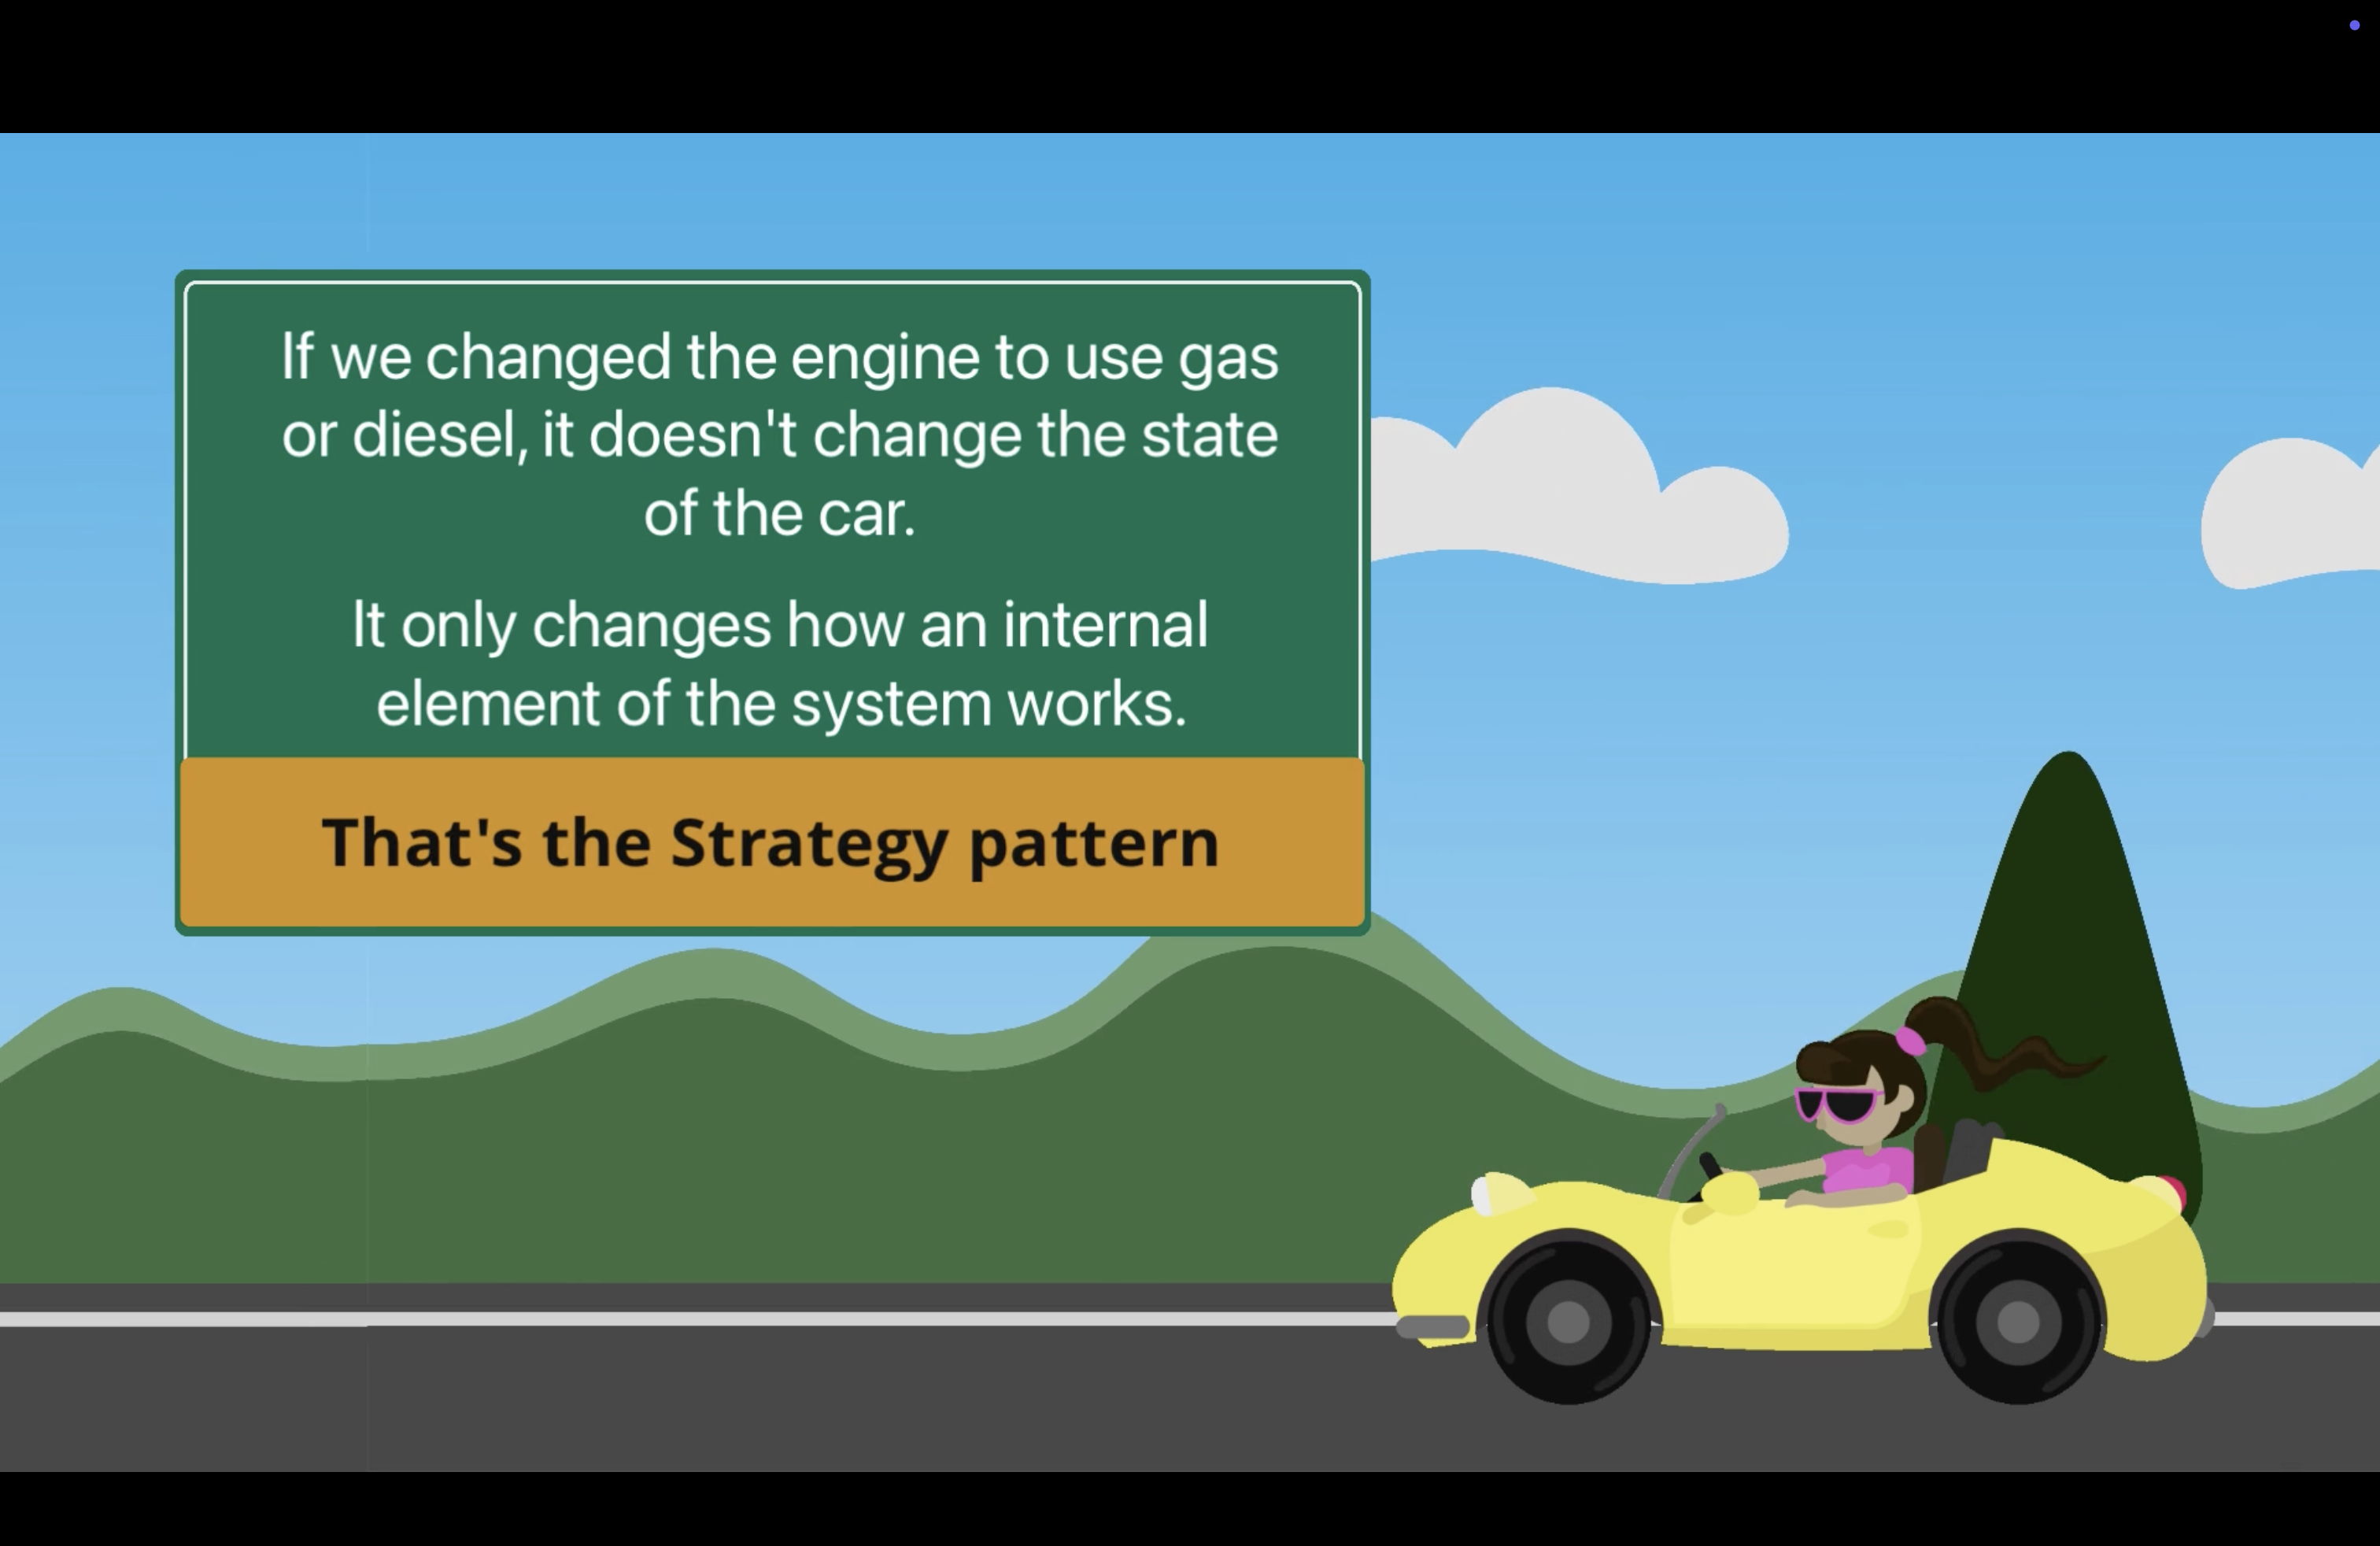 If we changed the engine to use gas
or diesel, it doesn't change the state
of the car.
It only changes how an internal
element of the system works.
That's the Strategy pattern